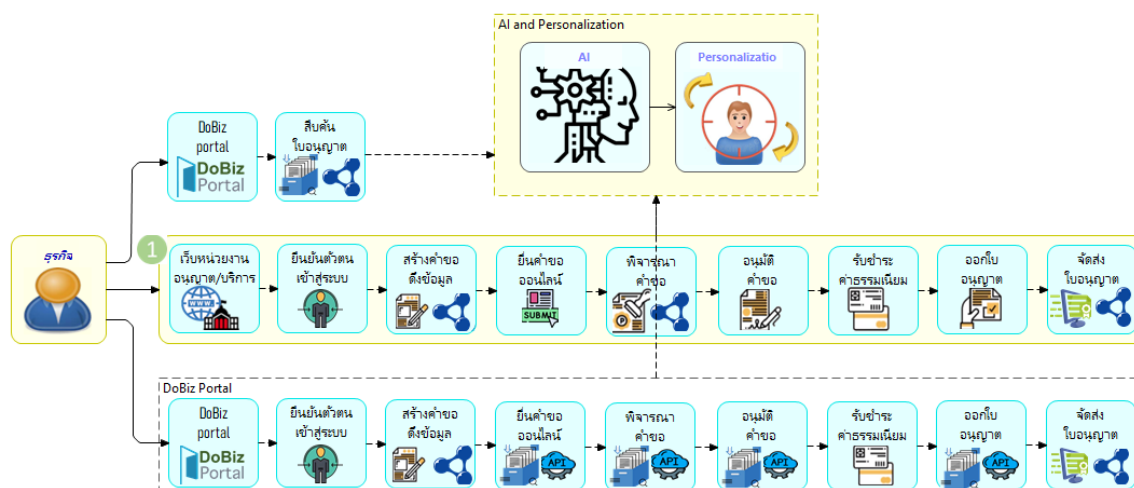 AI and Personalization
AI
Personalizatio
DoBiz
portal
DoBiz
Portal
สืบค้น
ใบอนุญาต
ธุรกิจ
1
เว็บหน่วยงาน
อนุญาต/บริการ
WWW
ยืนยันตัวตน
เข้าสู่ระบบ
สร้างคำขอ
ดึงข้อมูล
ยื่นคำขอ
ออนไลน์
SUBMIT
พิจารณา
คำขอ
อนุมัติ
คำขอ
รับชำระ
ค่าธรรมเนียม
ออกใบ
อนุญาต
จัดส่ง
ใบอนุญาต
DoBiz Portal
DoBiz
portal
DoBiz
Portal
ยืนยันตัวตน
เข้าสู่ระบบ
สร้างคำขอ
ดึงข้อมูล
ยื่นคำขอ
ออนไลน์
API
พิจารณา
คำขอ
API
อนุมัติ
คำขอ
API
รับชำระ
ค่าธรรมเนียม
ออกใบ
อนุญาต
API
จัดส่ง
ใบอนุญาต